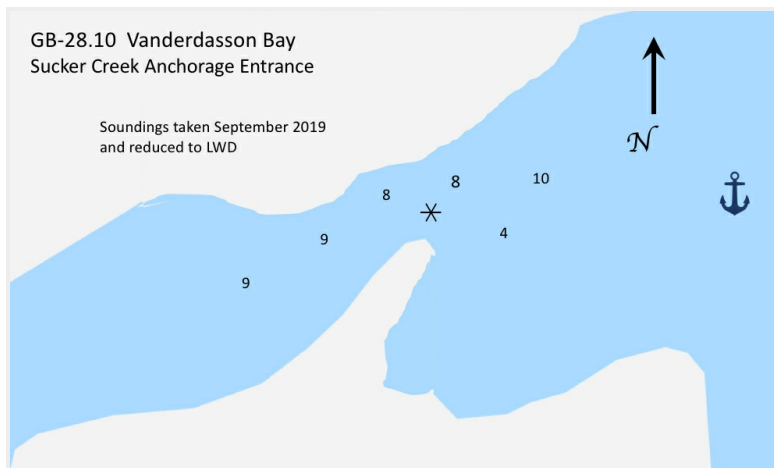 GB-28.10 Vanderdasson Bay
Sucker Creek Anchorage Entrance
Soundings taken September 2019
and reduced to LWD
N
8
8
10
4
9
9